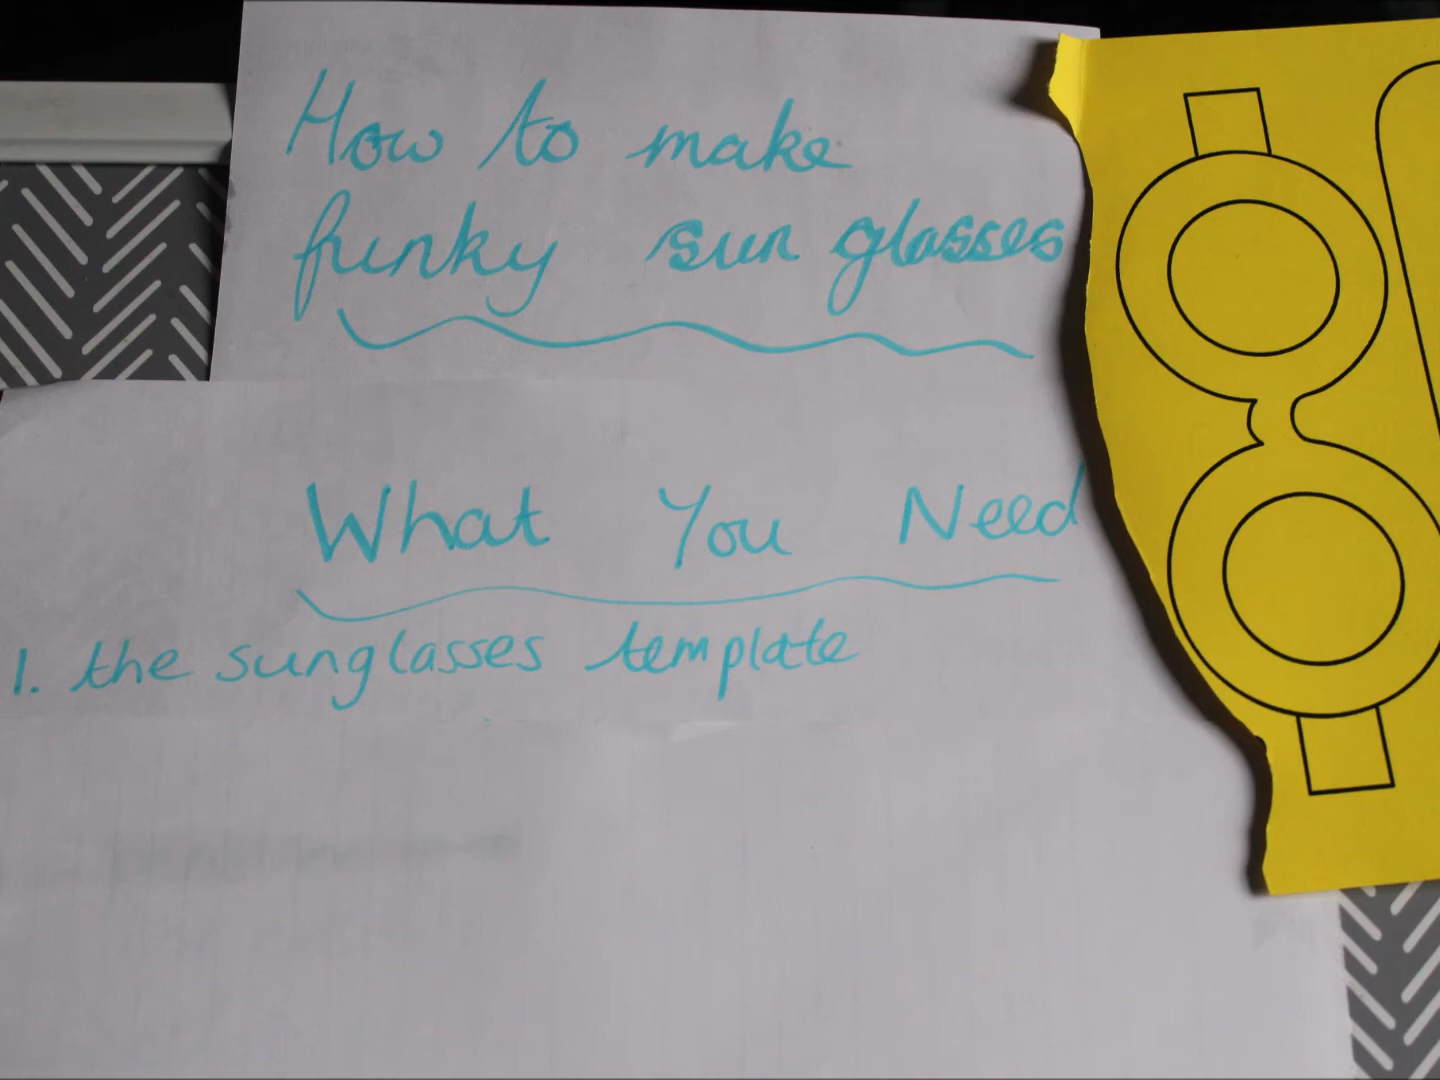 How to make
funky sun glasses
What You Need
1. the sunglasses template